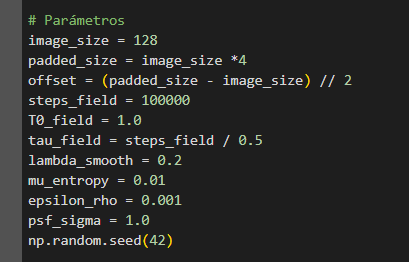 # Parámetros
image_size = 128
padded_size = image_size *4
offset = (padded_size - image_size) // 2
steps_field = 100000
T0_field = 1.0
tau_field = steps_field / 0.5
lambda_smooth = 0.2
mu_entropy = 0.01
epsilon_rho = 0.001
psf_sigma = 1.0
np.random.seed(42)